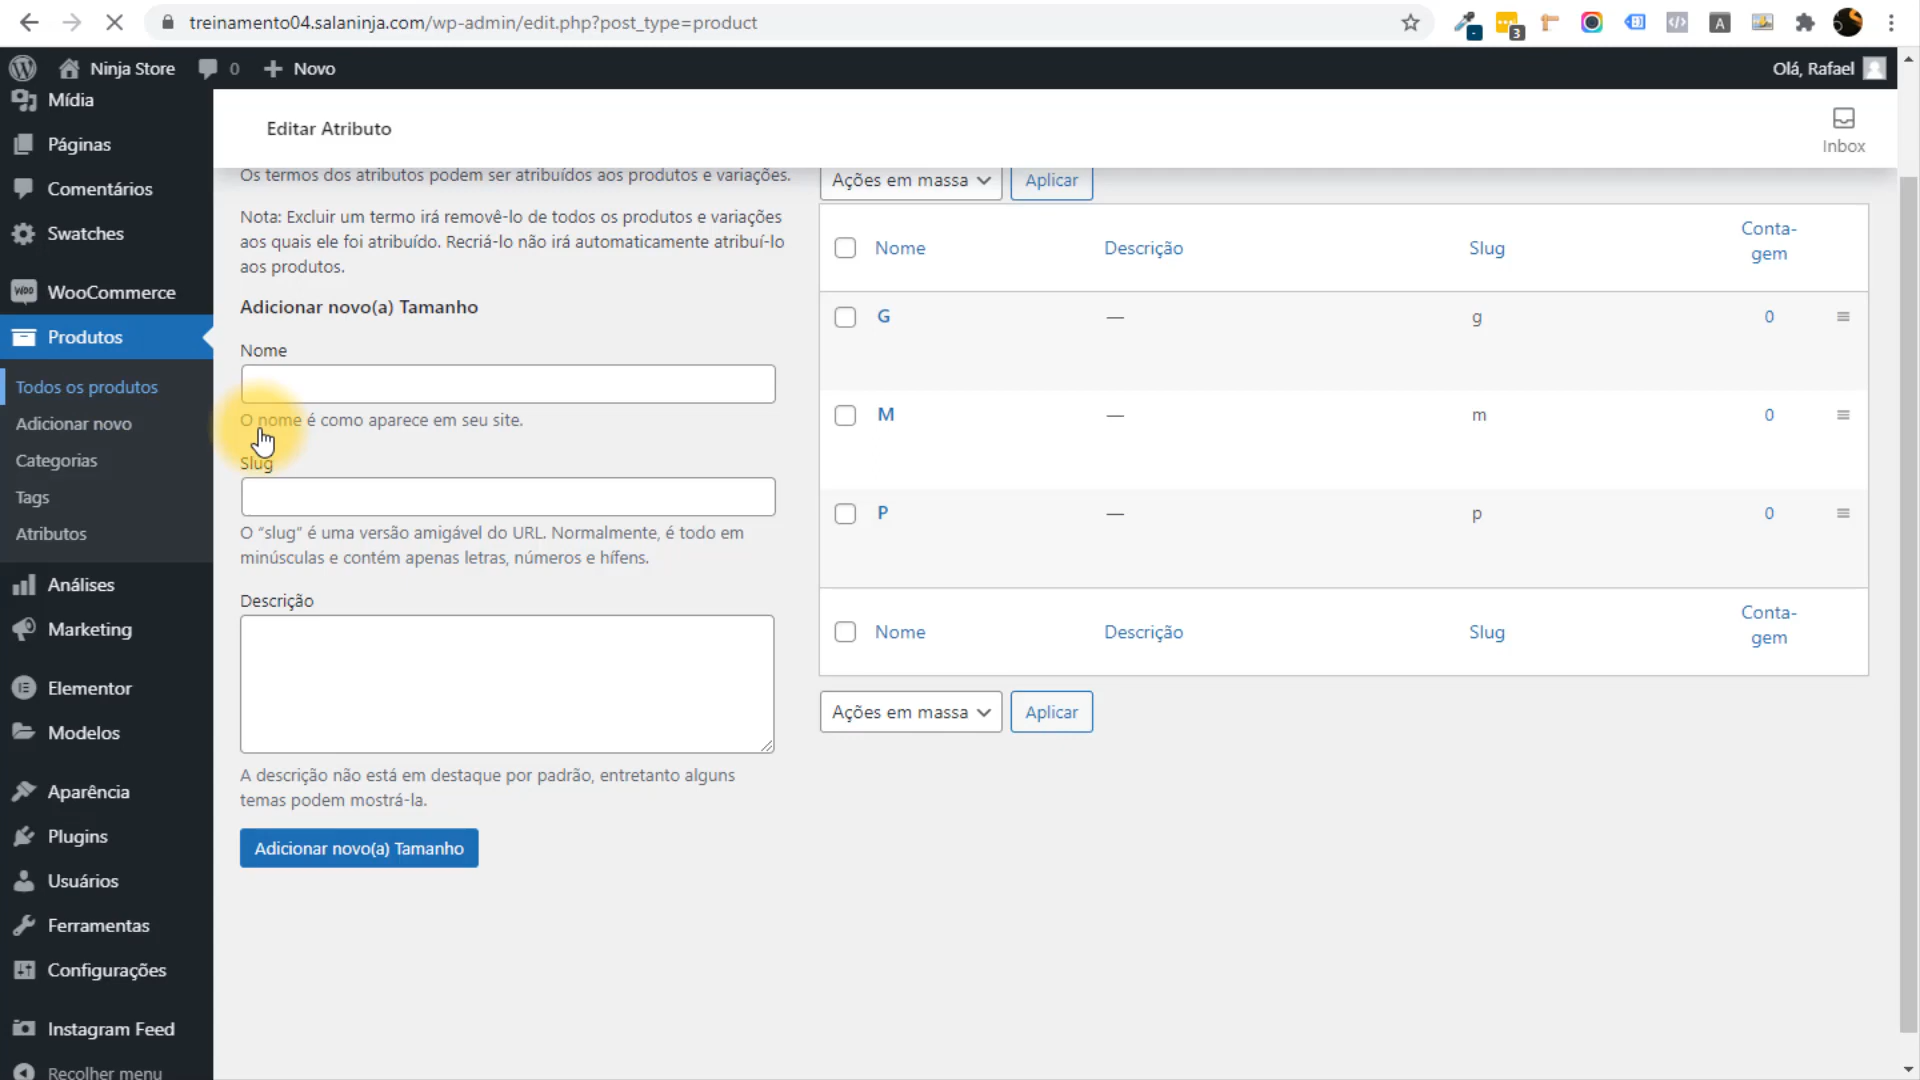 treinamento04.salaninja.com/wp-admin/edit.php?post_type=product
3
A
Ninja Store
0
Novo
Olá, Rafael
Mídia
Páginas
Comentários
Swatches
WooCommerce
Produtos
Todos os produtos
Adicionar novo
Categorias
Tags
Atributos
Análises
Marketing
Elementor
Modelos
Aparência
Plugins
Usuários
Ferramentas
Configurações
Instagram Feed
Recolher menu
Editar Atributo
Inbox
Os termos dos atributos podem ser atribuídos aos produtos e variações.
Nota: Excluir um termo irá removê-lo de todos os produtos e variações
aos quais ele foi atribuído. Recriá-lo não irá automaticamente atribuí-lo
aos produtos.
Adicionar novo(a) Tamanho
Nome
O nome é como aparece em seu site.
Slug
O “slug” é uma versão amigável do URL. Normalmente, é todo em
minúsculas e contém apenas letras, números e hífens.
Descrição
A descrição não está em destaque por padrão, entretanto alguns
temas podem mostrá-la.
Adicionar novo(a) Tamanho
Ações em massa Aplicar
Nome Descrição Slug Conta-
gem
G — g 0
M — m 0
P — p 0
Nome Descrição Slug Conta-
gem
Ações em massa Aplicar